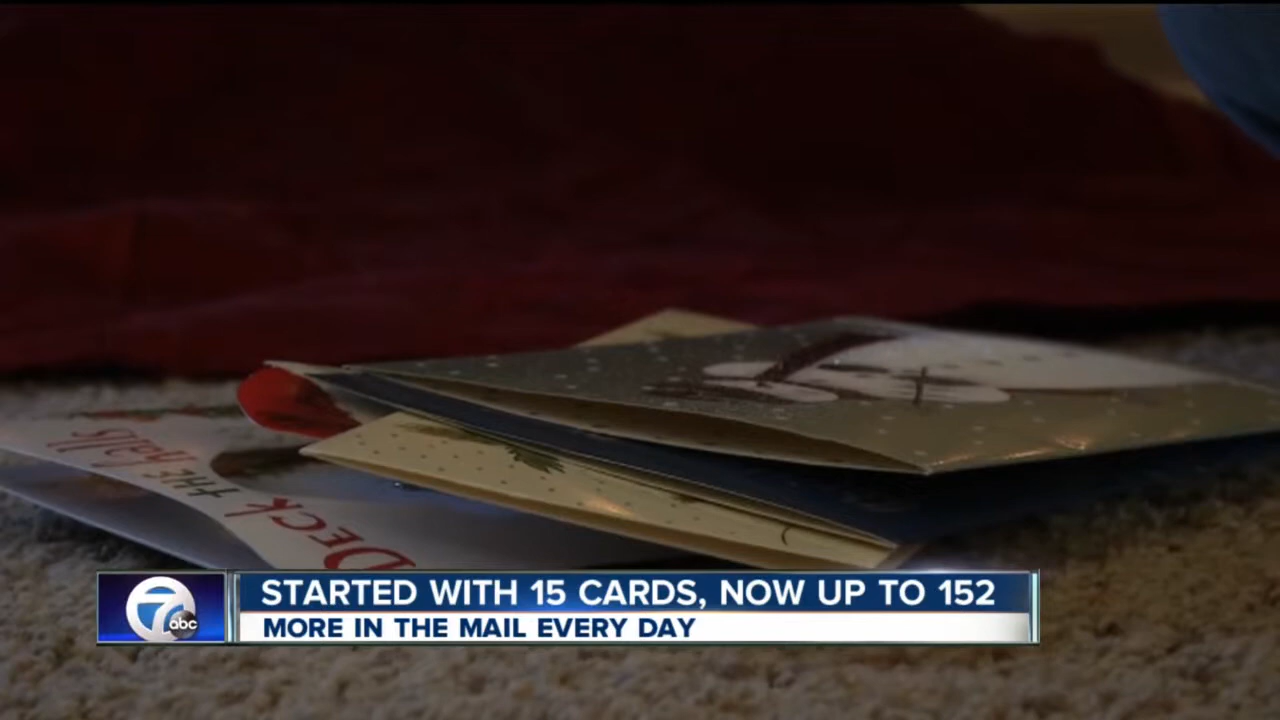 Deck
THE
halls
7
abc
STARTED WITH 15 CARDS, NOW UP TO 152
MORE IN THE MAIL EVERY DAY